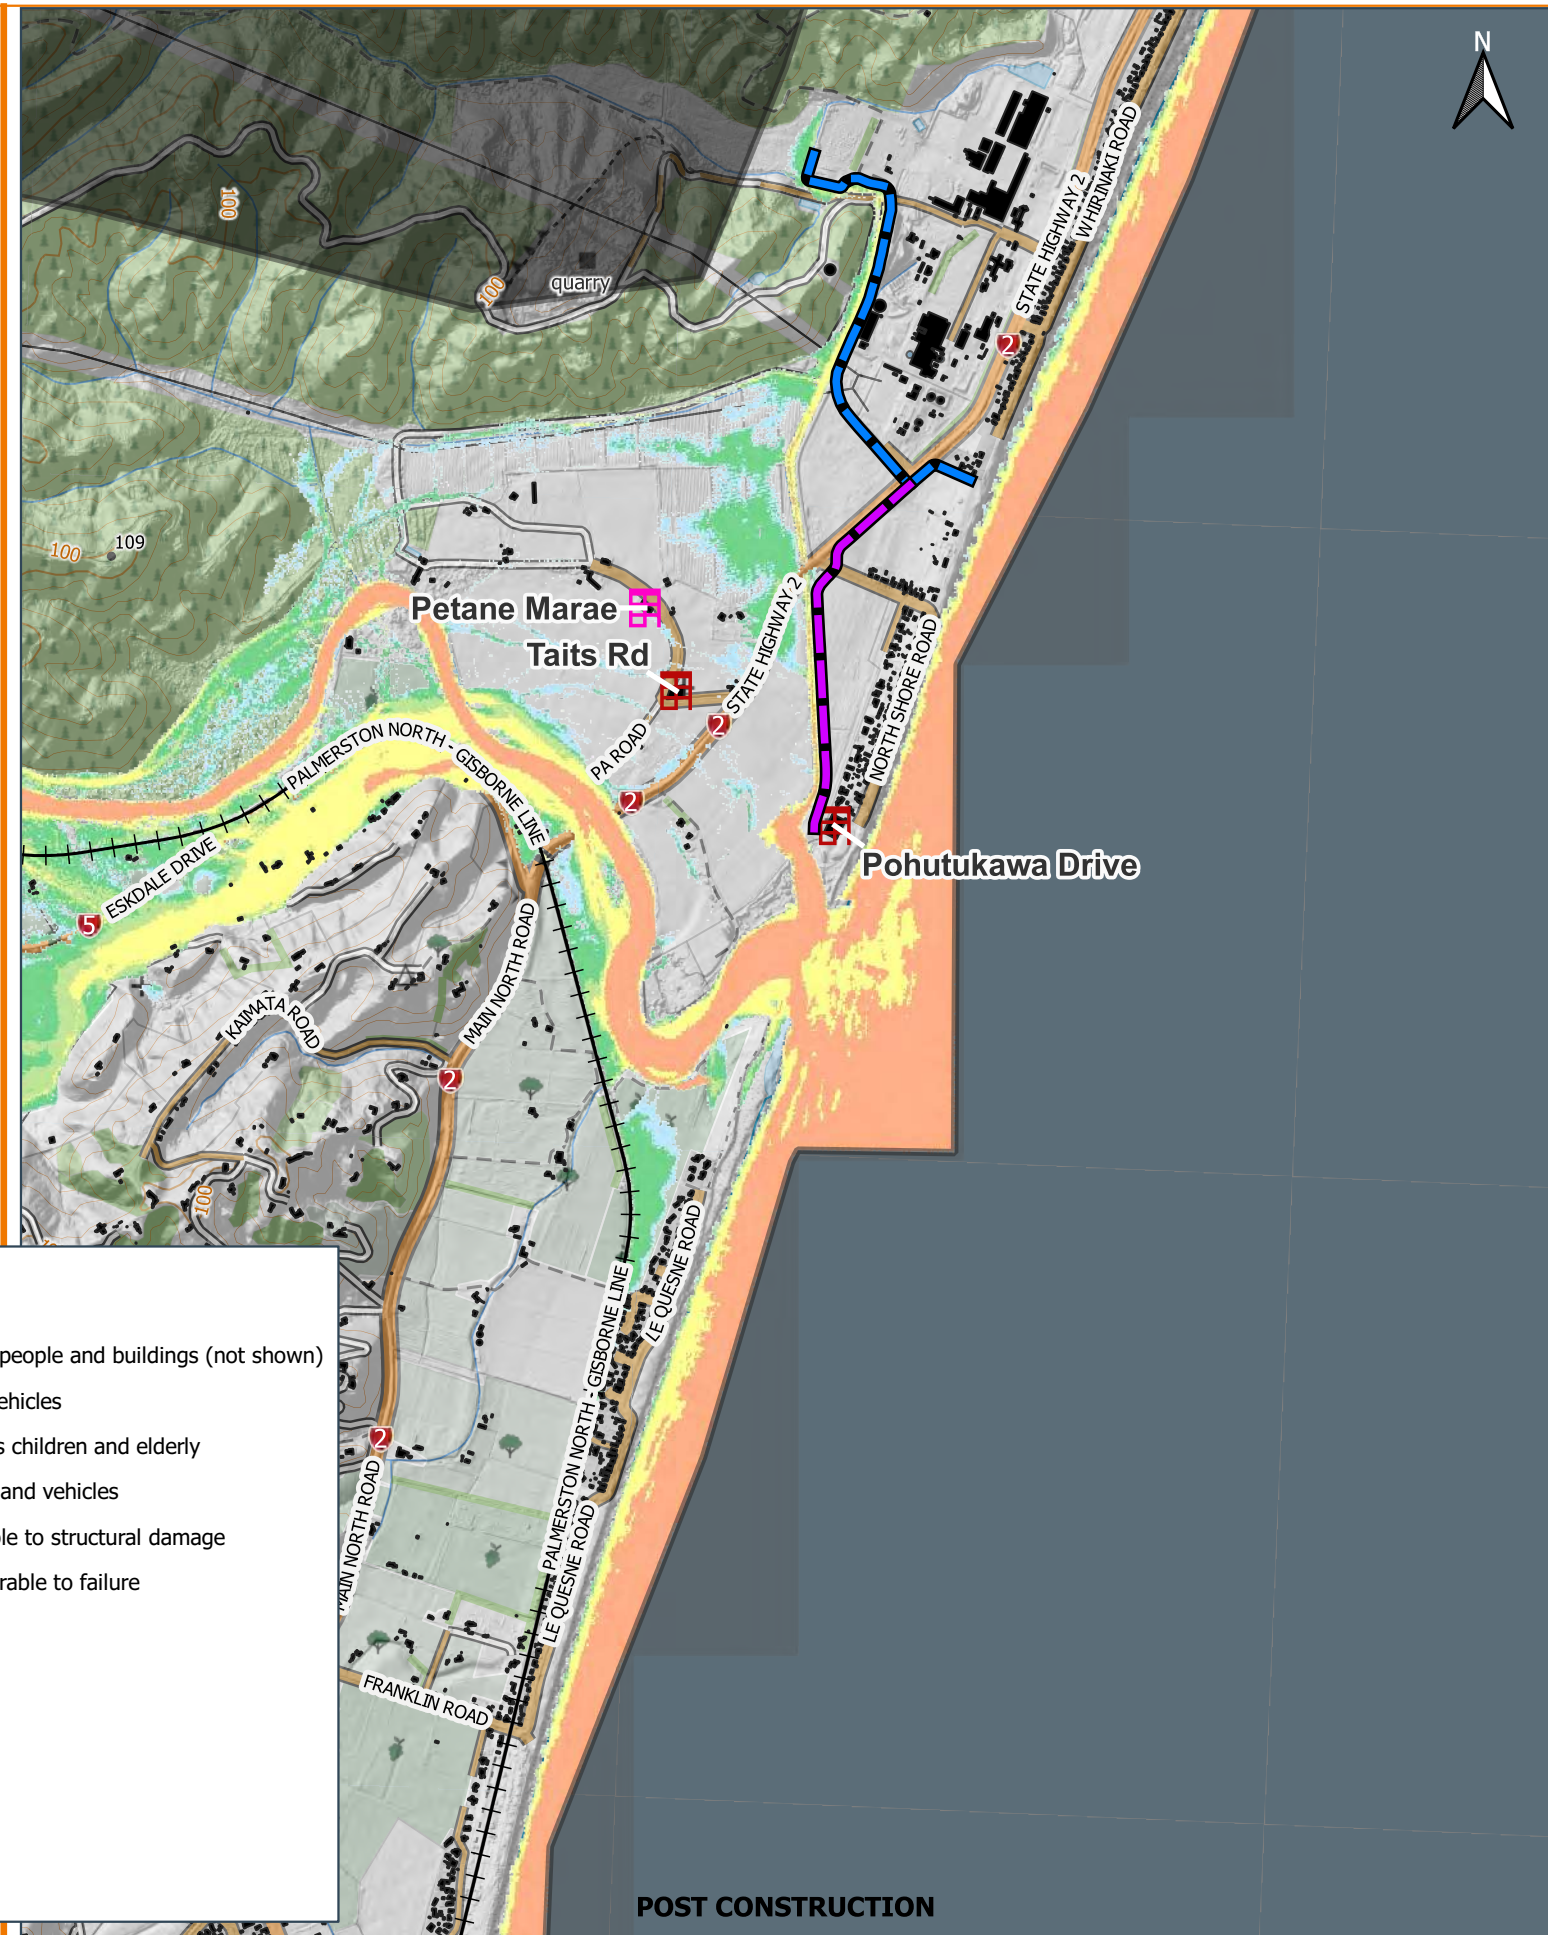 N
WHIRINAKI ROAD
STATE HIGHWAY 2
100
quarry
100
2
109
100
Petane Marae
Taits Rd
STATE HIGHWAY 2
2
NORTH SHORE ROAD
PA ROAD
PALMERSTON NORTH - GISBORNE LINE
2
Pohutukawa Drive
ESKDALE DRIVE
5
MAIN NORTH ROAD
KAIMATA ROAD
2
100
LE QUESNE ROAD
PALMERSTON NORTH - GISBORNE LINE
people and buildings (not shown)
ehicles
s children and elderly
and vehicles
le to structural damage
rable to failure
2
MAIN NORTH ROAD
LE QUESNE ROAD
FRANKLIN ROAD
POST CONSTRUCTION